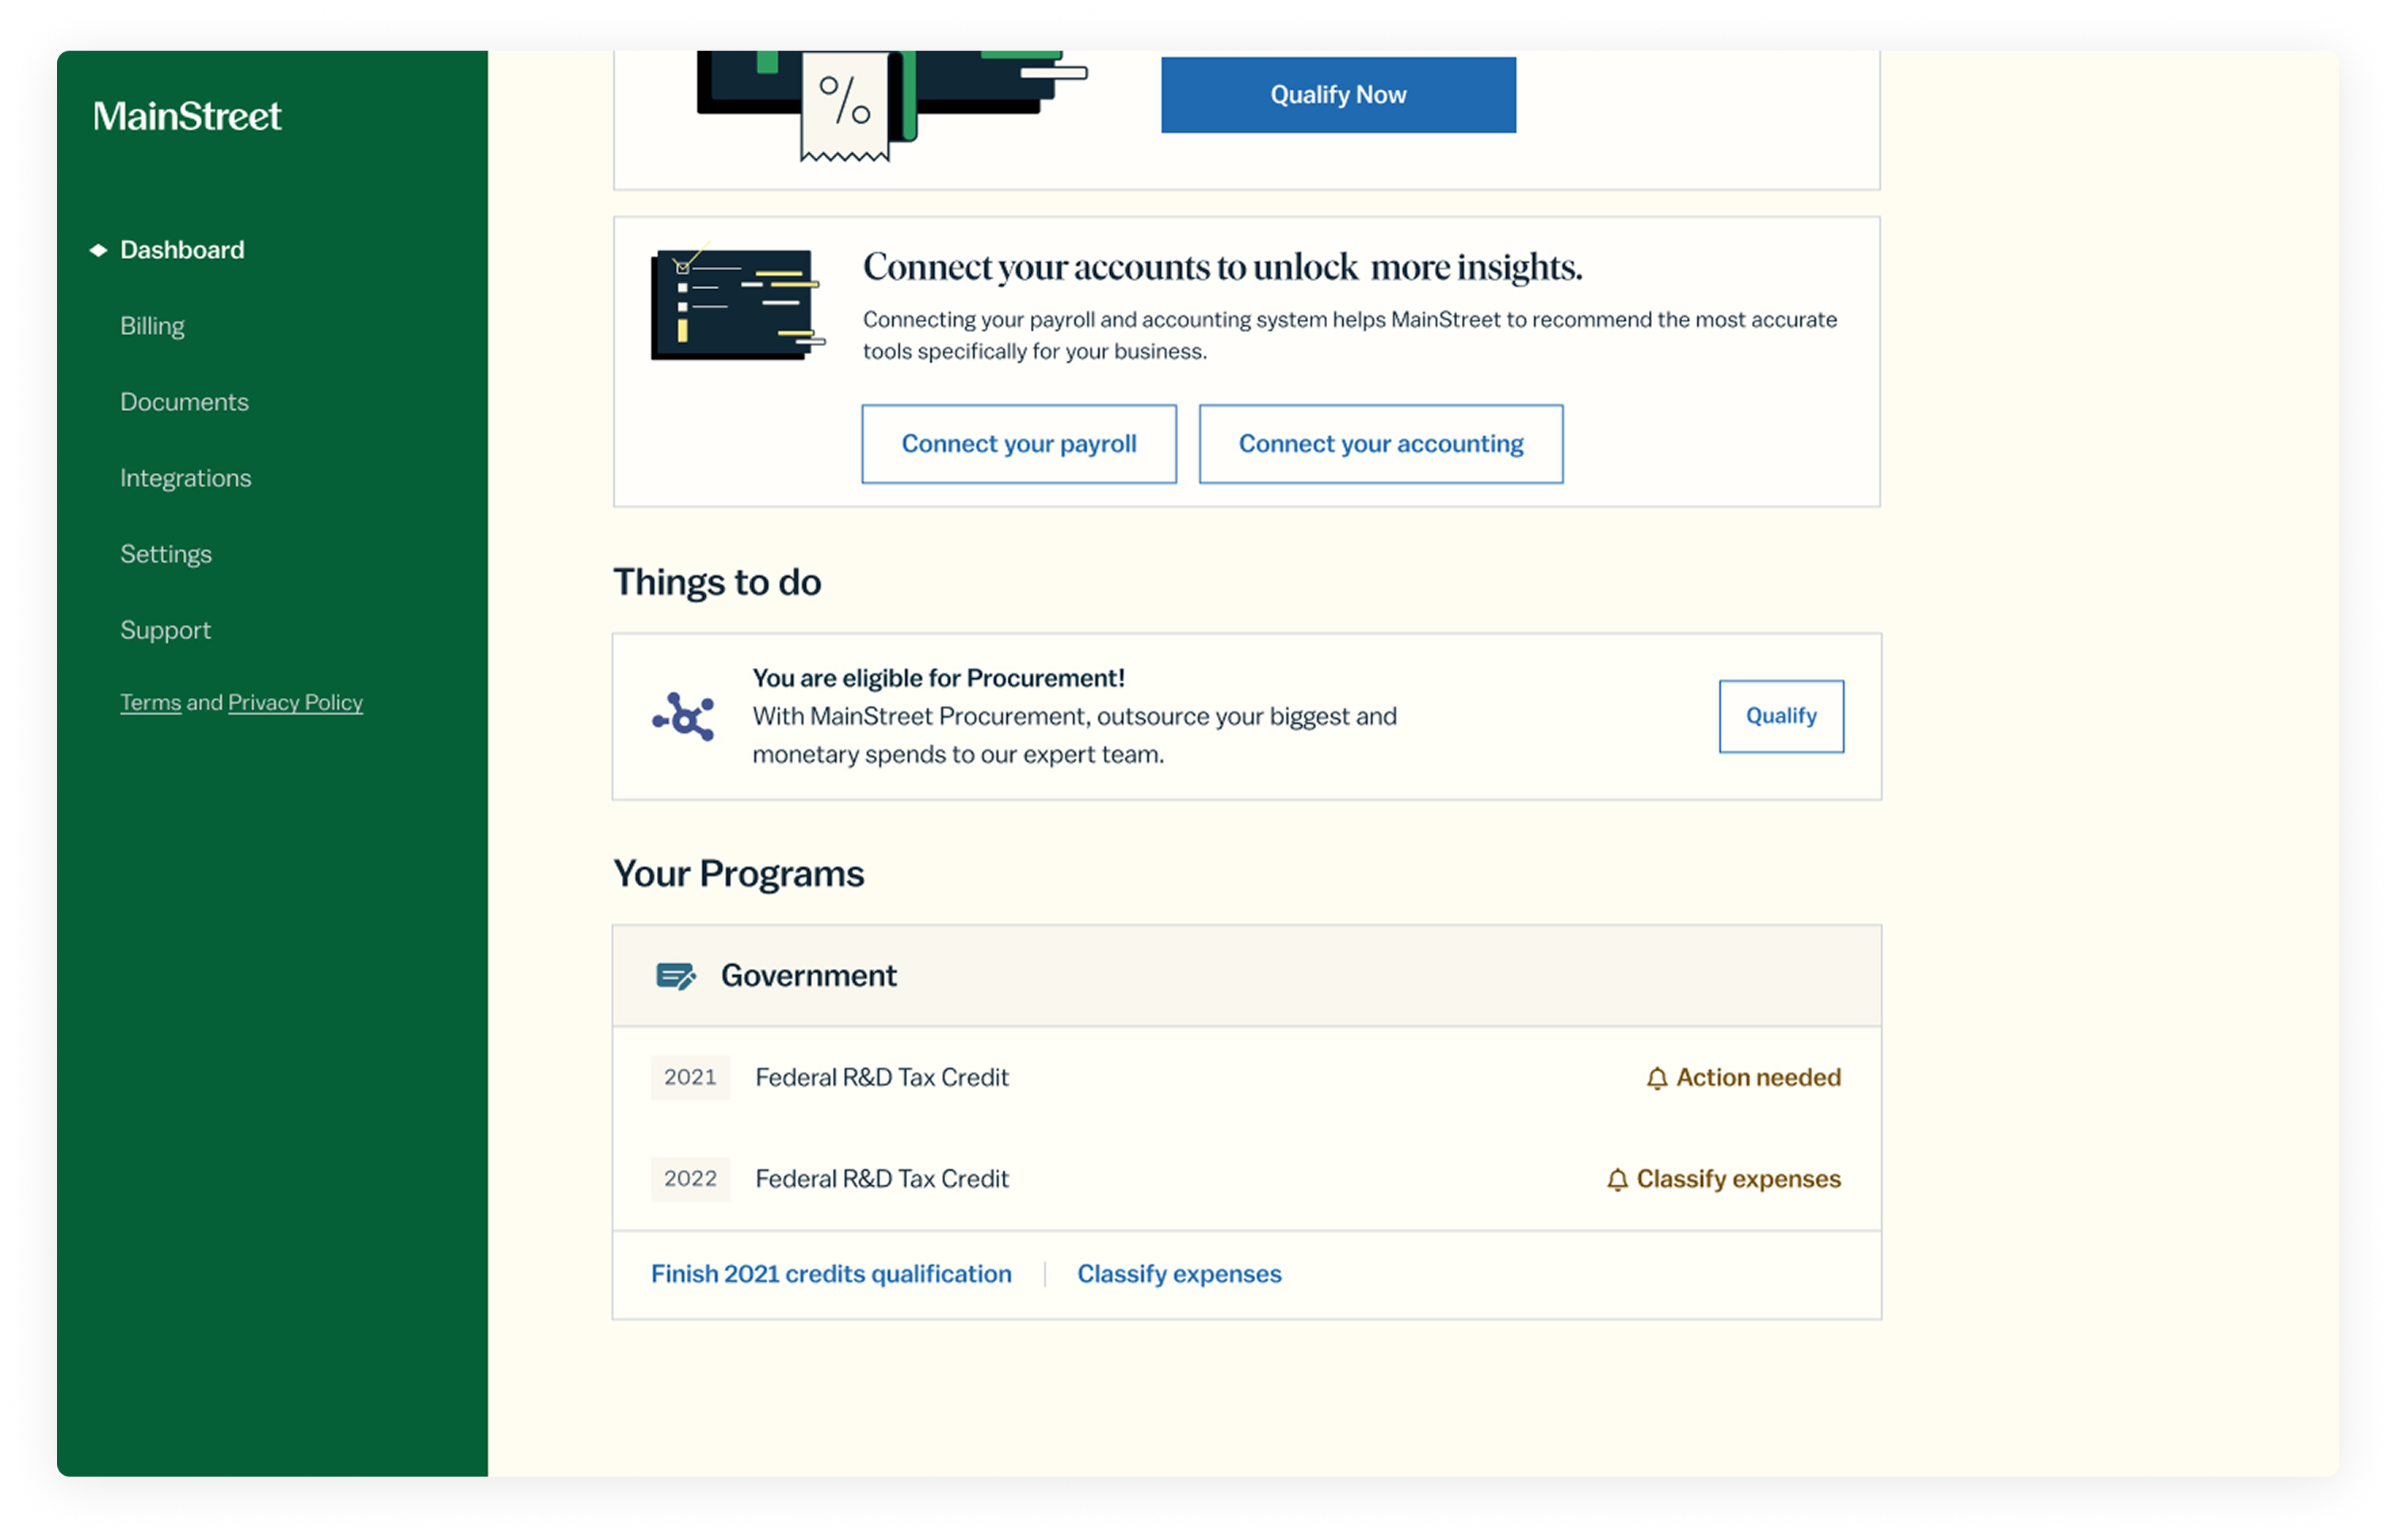 MainStreet
Dashboard
Billing
Documents
Integrations
Settings
Support
Terms and Privacy Policy
%
Qualify Now
Connect your accounts to unlock more insights.
Connecting your payroll and accounting system helps MainStreet to recommend the most accurate
tools specifically for your business.
Connect your payroll
Connect your accounting
Things to do
You are eligible for Procurement!
With MainStreet Procurement, outsource your biggest and
monetary spends to our expert team.
Qualify
Your Programs
Government
2021 Federal R&D Tax Credit Action needed
2022 Federal R&D Tax Credit Classify expenses
Finish 2021 credits qualification Classify expenses